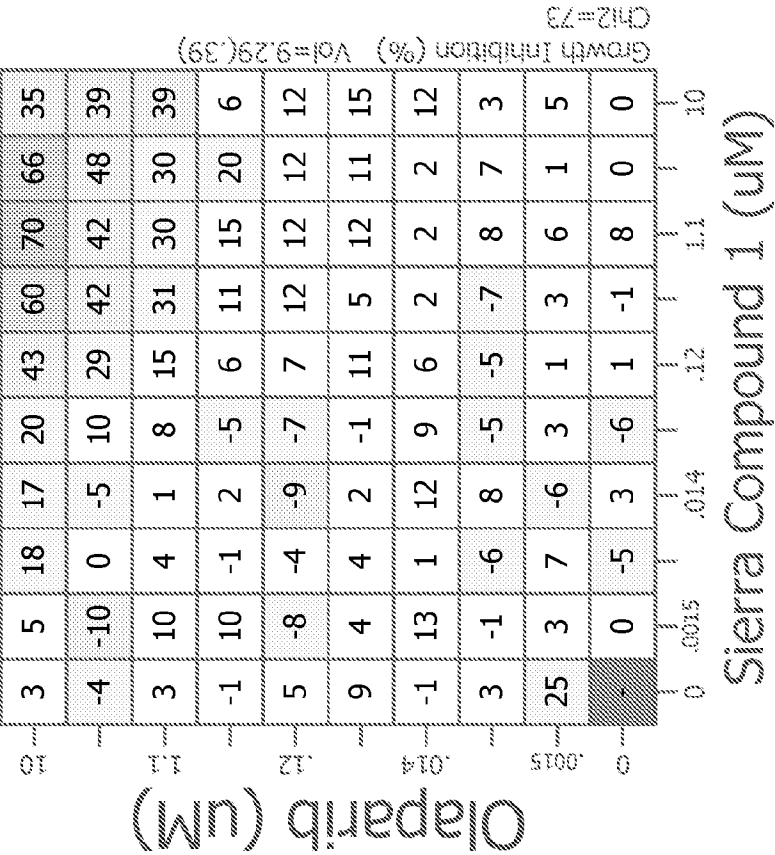 Olaparib (uM)
10 3 5 18 17 20 43 60 70 66 35
-4 -10 0 -5 10 29 42 42 48 39
1.1 3 10 4 1 8 15 31 30 30 39
-1 10 -1 2 -5 6 11 15 20 6
.12 5 -8 -4 -9 -7 7 12 12 12 12
9 4 4 2 -1 11 5 12 11 15
.014 -1 13 1 12 9 6 2 2 2 12
3 -1 -6 8 -5 -5 -7 8 7 3
.0015 25 3 7 -6 3 1 3 6 1 5
0 - 0 -5 3 -6 1 -1 8 0 0
0 .0015 .014 .12 1.1 10
Sierra Compound 1 (uM)
Growth Inhibition (%) Vol=9.29(.39)
Chi2=73